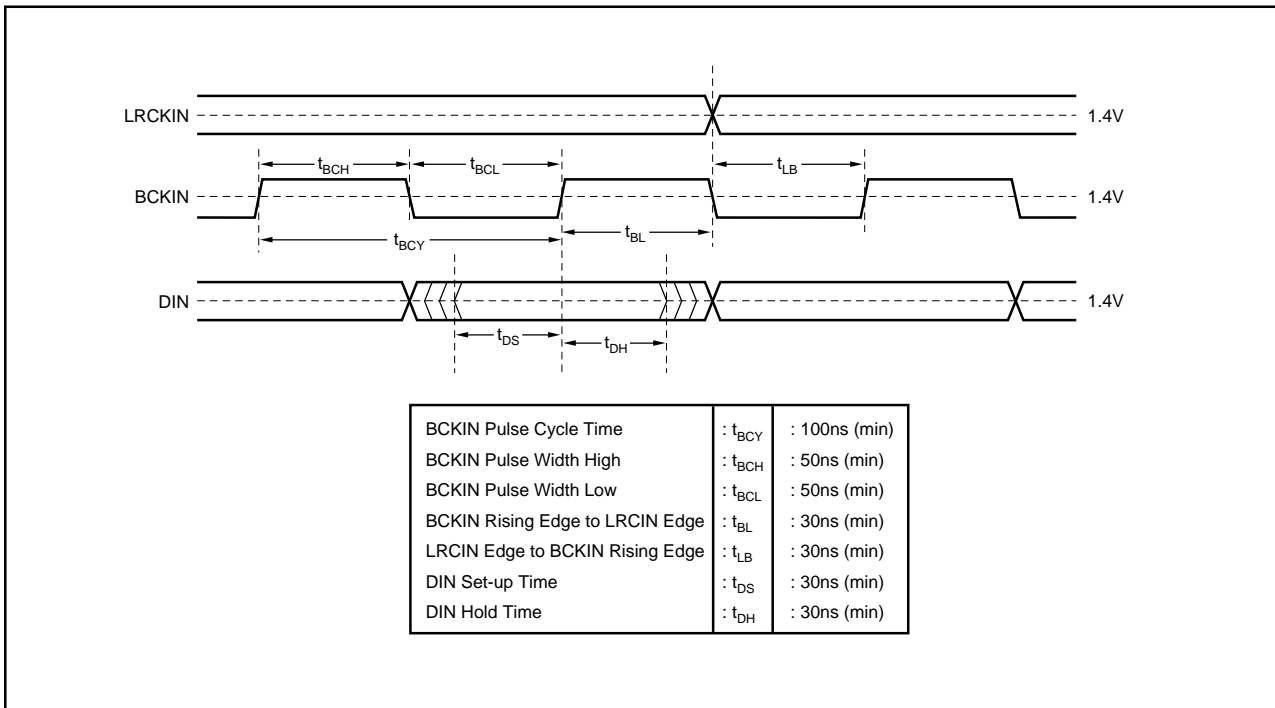 LRCKIN 1.4V
tBCH tBCL tLB
BCKIN 1.4V
tBCY tBL
DIN 1.4V
tDS tDH
BCKIN Pulse Cycle Time : tBCY : 100ns (min)
BCKIN Pulse Width High : tBCH : 50ns (min)
BCKIN Pulse Width Low : tBCL : 50ns (min)
BCKIN Rising Edge to LRCIN Edge : tBL : 30ns (min)
LRCIN Edge to BCKIN Rising Edge : tLB : 30ns (min)
DIN Set-up Time : tDS : 30ns (min)
DIN Hold Time : tDH : 30ns (min)